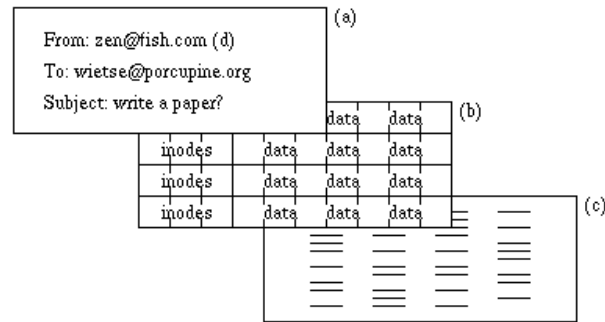 (a)
From: zen@fish.com (d)
To: wietse@porcupine.org
Subject: write a paper?
data data (b)
inodes data data data
inodes data data data
inodes data data data
(c)